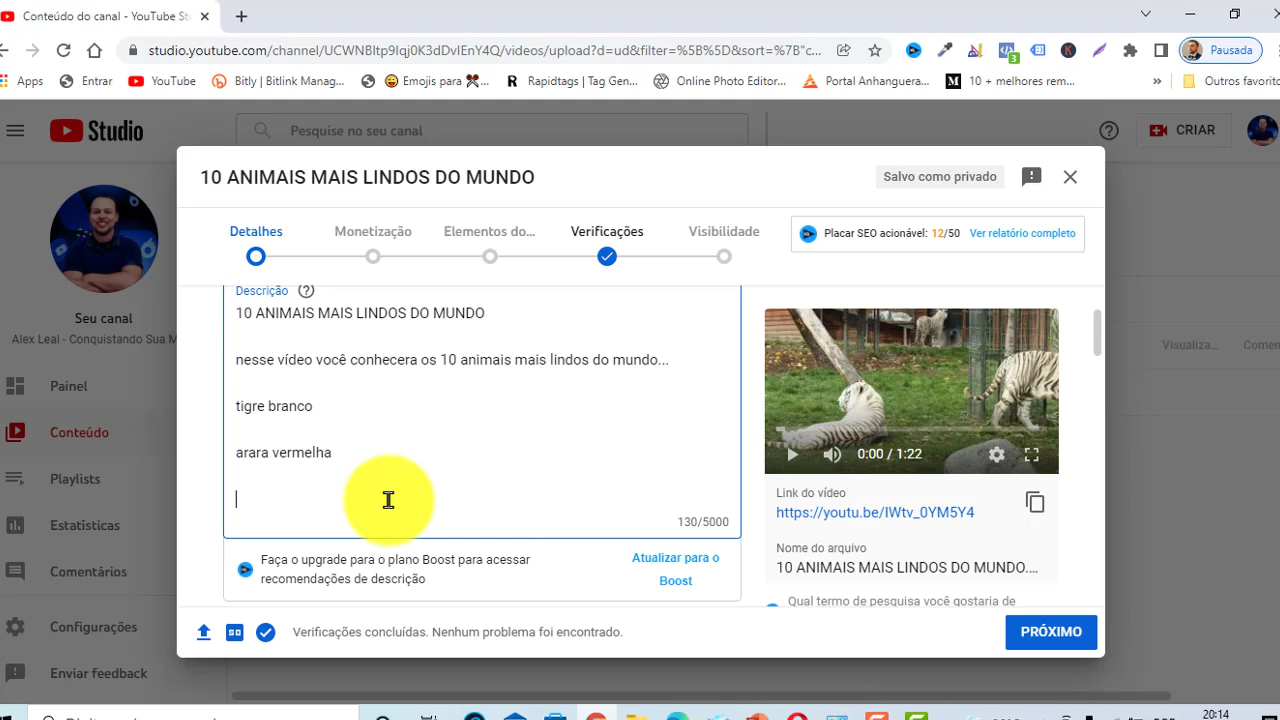 Conteúdo do canal - YouTube St
studio.youtube.com/channel/UCWNBltp9Iqj0K3dDvIEnY4Q/videos/upload?d=ud&filter=%5B%5D&sort=%7B"c...
3
Pausada
Apps
Entrar
YouTube
Bitly | Bitlink Manag...
Emojis para
Rapidtags | Tag Gen...
Online Photo Editor...
Portal Anhanguera...
10 + melhores rem...
»
Outros favorito
Studio
Pesquise no seu canal
CRIAR
10 ANIMAIS MAIS LINDOS DO MUNDO
Salvo como privado
Detalhes
Monetização
Elementos do...
Verificações
Visibilidade
Placar SEO acionável: 12/50 Ver relatório completo
Seu canal
Alex Leal - Conquistando Sua M
Painel
Conteúdo
Playlists
Estatísticas
Comentários
Configurações
Enviar feedback
Descrição
10 ANIMAIS MAIS LINDOS DO MUNDO
nesse vídeo você conhecera os 10 animais mais lindos do mundo...
tigre branco
arara vermelha
130/5000
Faça o upgrade para o plano Boost para acessar
recomendações de descrição
Atualizar para o
Boost
0:00 / 1:22
Link do vídeo
https://youtu.be/IWtv_0YM5Y4
Nome do arquivo
10 ANIMAIS MAIS LINDOS DO MUNDO....
Qual termo de pesquisa você gostaria de
Visualiza...
Comen
SD
Verificações concluídas. Nenhum problema foi encontrado.
PRÓXIMO
20:14